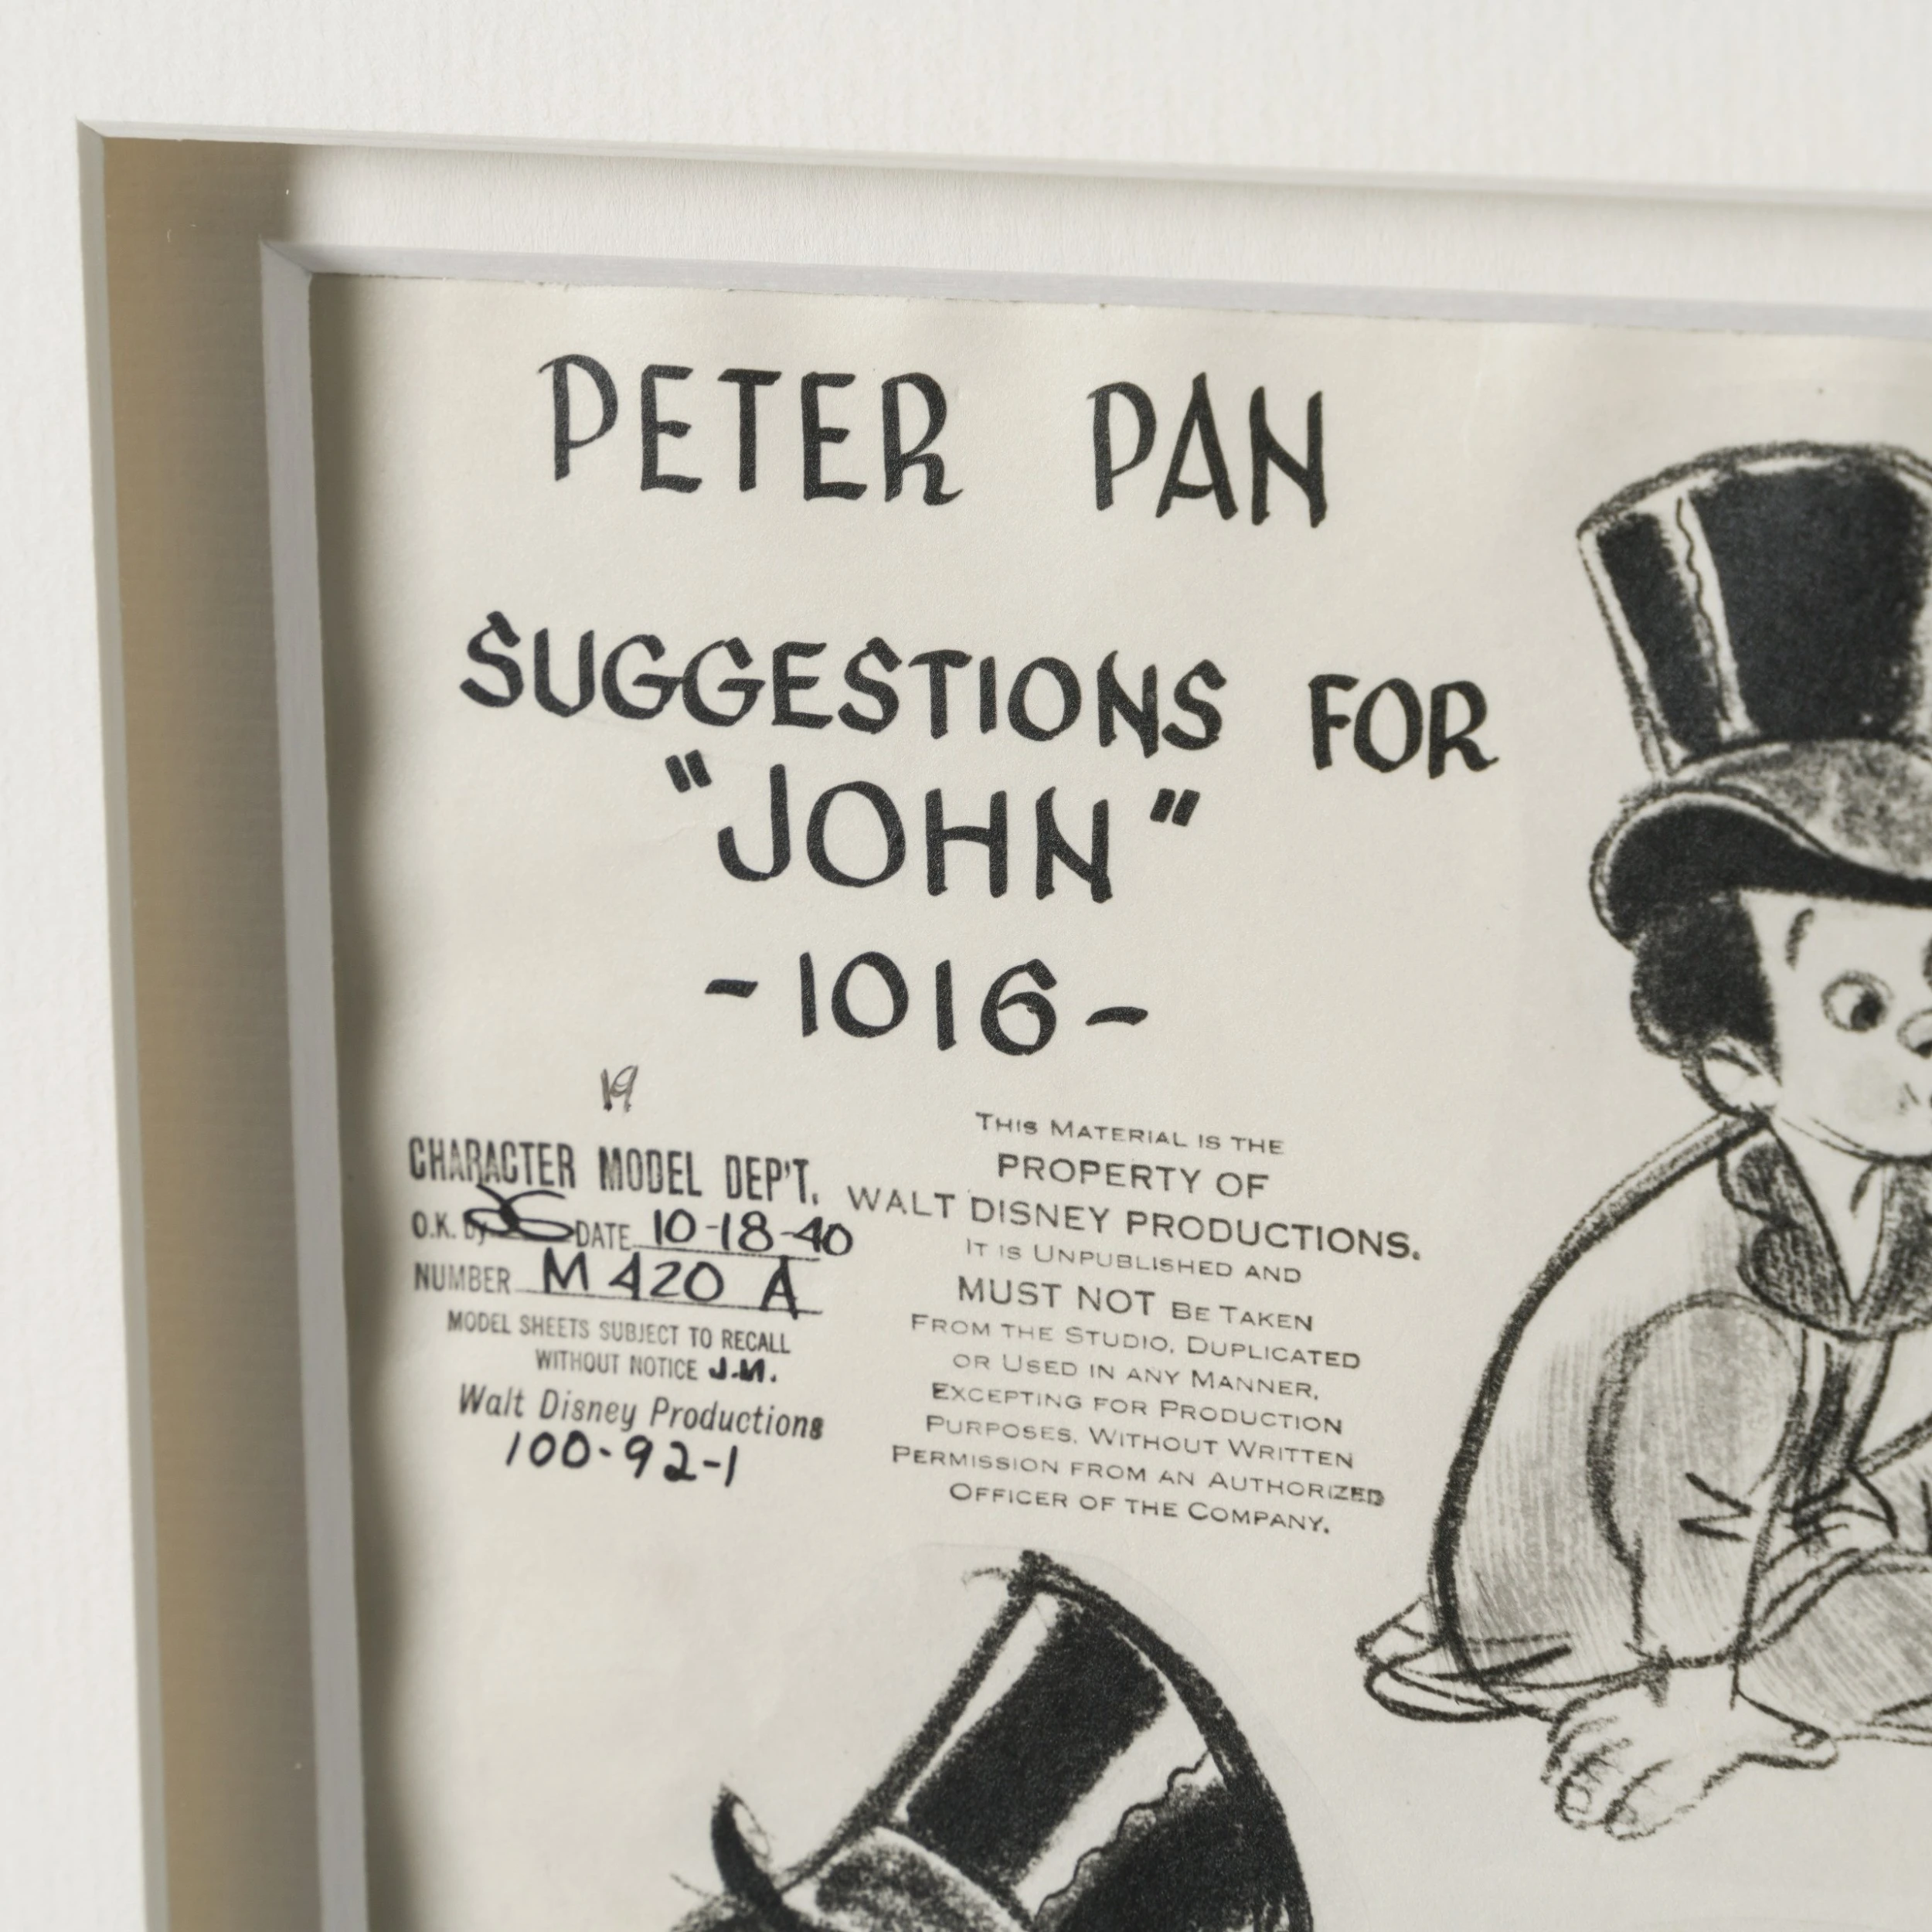 PETER PAN
SUGGESTIONS FOR
"JOHN"
-1016-
19
CHARACTER MODEL DEP'T.
O.K. By DATE 10-18-40
NUMBER M 420 A
MODEL SHEETS SUBJECT TO RECALL
WITHOUT NOTICE J.M.
Walt Disney Productions
100-92-1
THIS MATERIAL IS THE
PROPERTY OF
WALT DISNEY PRODUCTIONS.
IT IS UNPUBLISHED AND
MUST NOT BE TAKEN
FROM THE STUDIO, DUPLICATED
OR USED IN ANY MANNER,
EXCEPTING FOR PRODUCTION
PURPOSES, WITHOUT WRITTEN
PERMISSION FROM AN AUTHORIZED
OFFICER OF THE COMPANY.